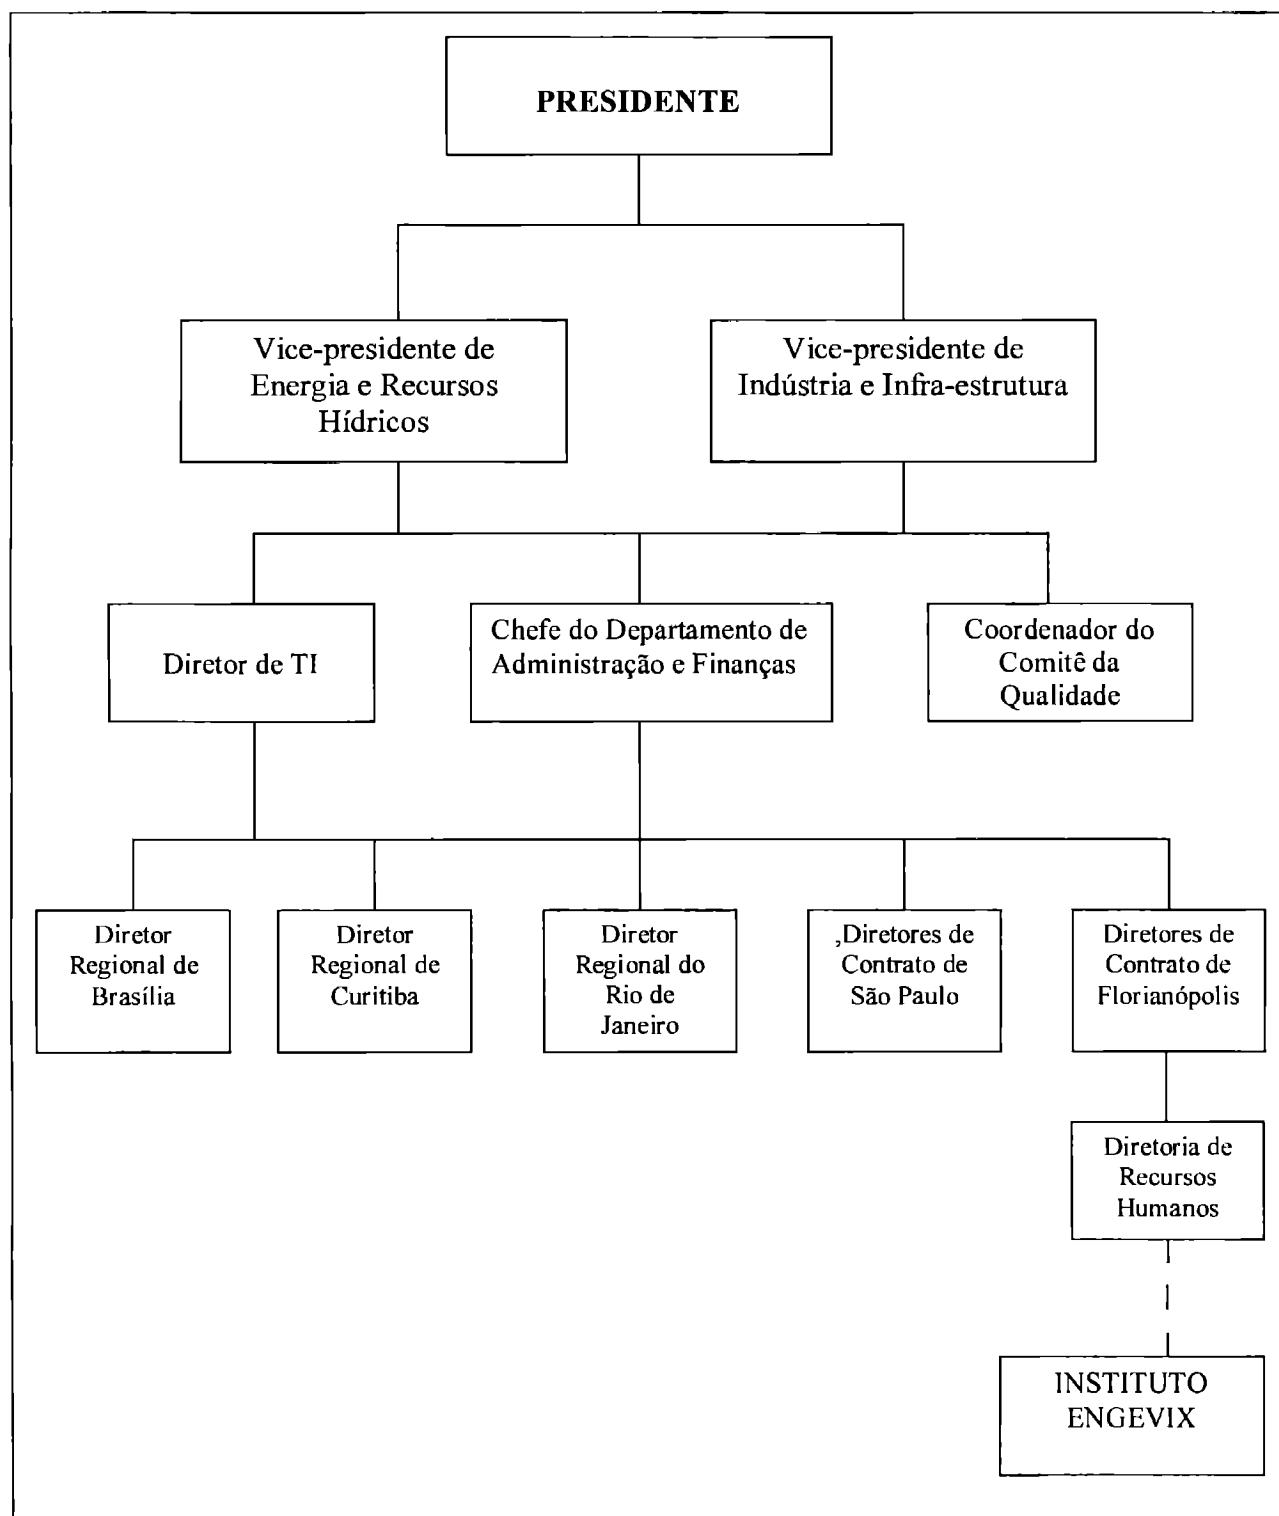 PRESIDENTE
Vice-presidente de
Energia e Recursos
Hídricos
Vice-presidente de
Indústria e Infra-estrutura
Diretor de TI
Chefe do Departamento de
Administração e Finanças
Coordenador do
Comitê da
Qualidade
Diretor
Regional de
Brasília
Diretor
Regional de
Curitiba
Diretor
Regional do
Rio de
Janeiro
,Diretores de
Contrato de
São Paulo
Diretores de
Contrato de
Florianópolis
Diretoria de
Recursos
Humanos
INSTITUTO
ENGEVIX